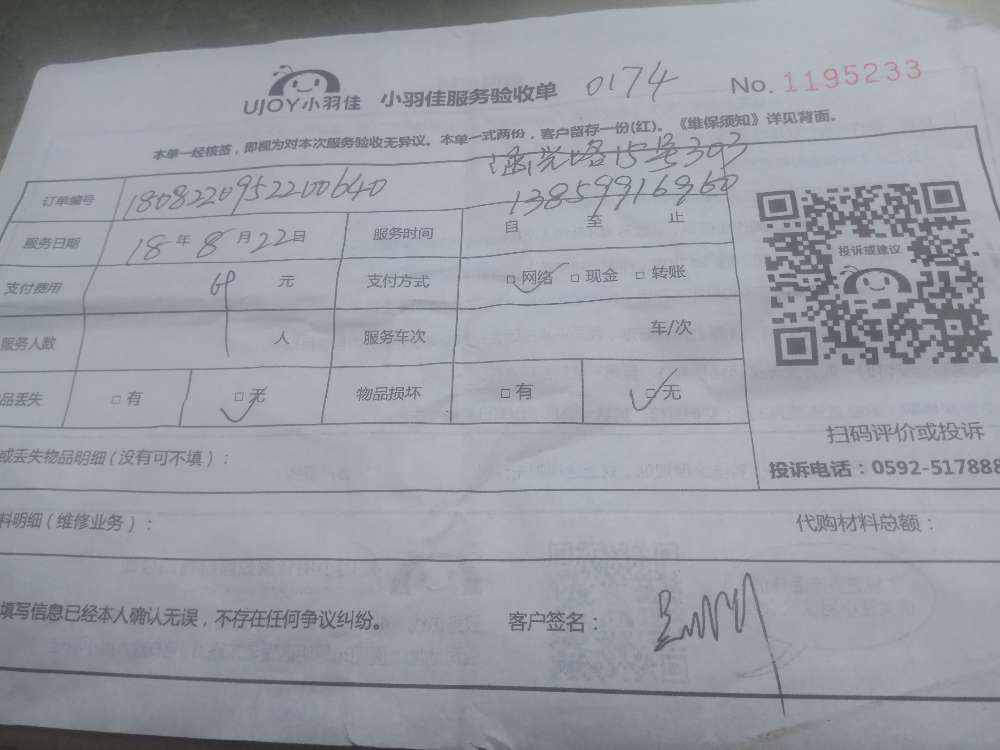 UJOY小羽佳 小羽佳服务验收单 0174 No. 1195233
本单一经核签，即视为对本次服务验收无异议。本单一式两份，客户留存一份(红)。《维保须知》详见背面。
15号303
订单编号 1808220952200640 13859916960
服务日期 18 年 8 月 22 日 服务时间 自 至 止
支付费用 69 元 支付方式 □ 网络 □ 现金 □ 转账
服务人数 1 人 服务车次 车/次
品丢失 □ 有 □ 无 物品损坏 □ 有 □ 无
投诉或建议
扫码评价或投诉
投诉电话：0592-517888
或丢失物品明细 (没有可不填)：
料明细 (维修业务)： 代购材料总额：
填写信息已经本人确认无误，不存在任何争议纠纷。 客户签名：